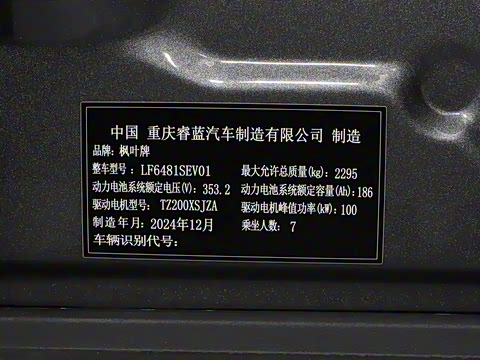 中国 重庆睿蓝汽车制造有限公司 制造
品牌: 枫叶牌
整车型号: LF6481SEV01 最大允许总质量(kg): 2295
动力电池系统额定电压(V): 353.2 动力电池系统额定容量(Ah): 186
驱动电机型号: TZ200XSJZA 驱动电机峰值功率(kW): 100
制造年月: 2024年12月 乘坐人数: 7
车辆识别代号: